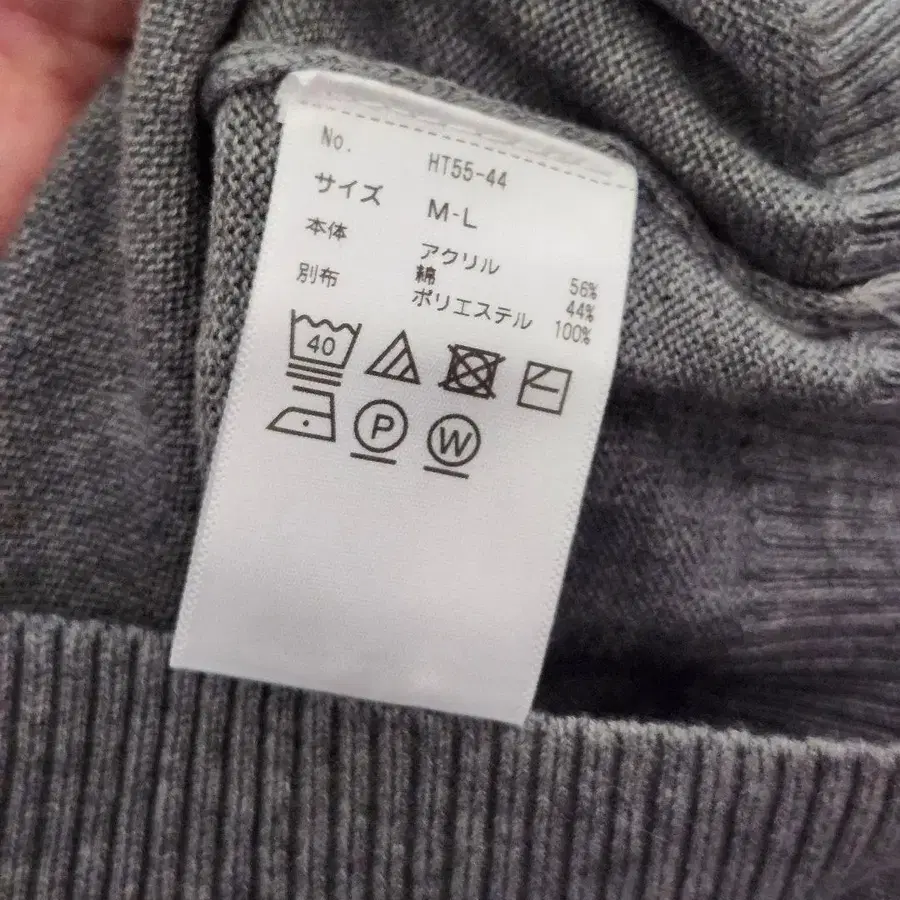 No. HT55-44
サイズ M-L
本体 アクリル 56%
綿 44%
別布 ポリエステル 100%
40
P W